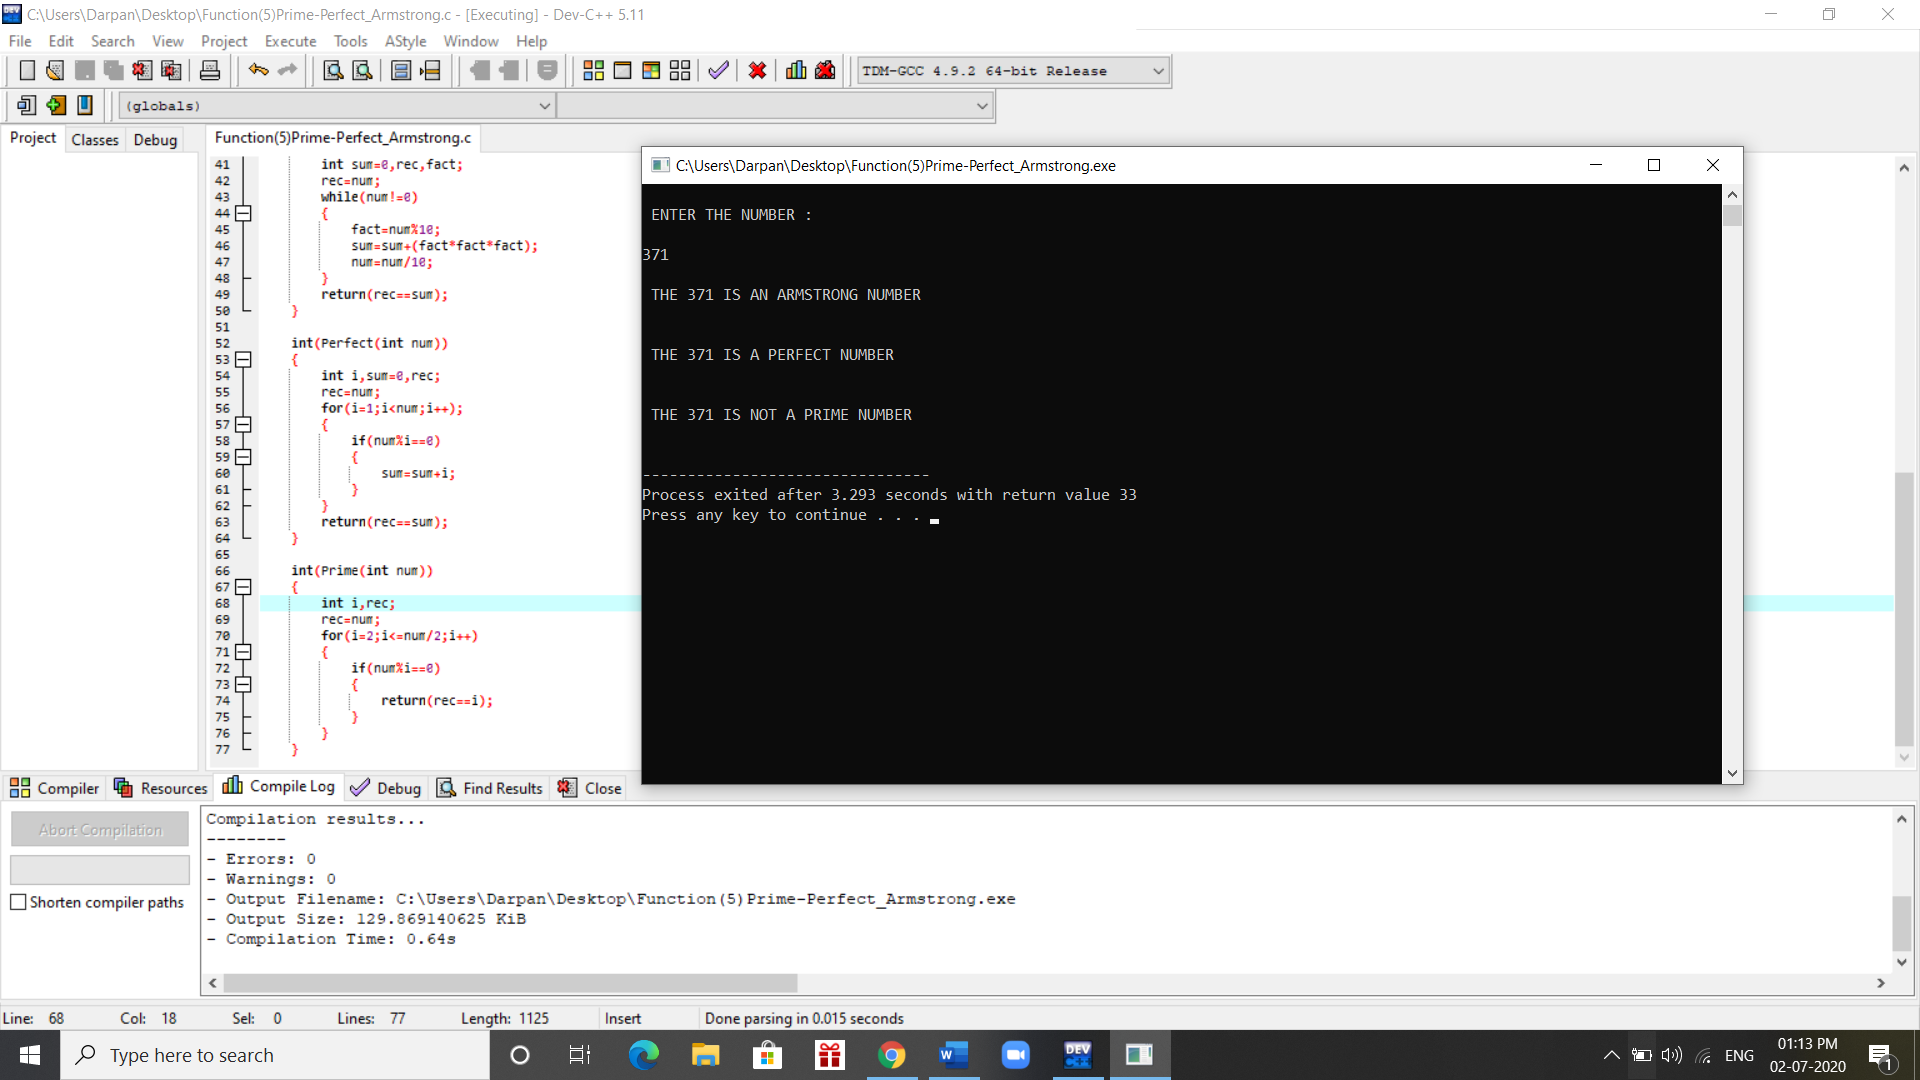 C:\Users\Darpan\Desktop\Function(5)Prime-Perfect_Armstrong.c - [Executing] - Dev-C++ 5.11
File Edit Search View Project Execute Tools AStyle Window Help
TDM-GCC 4.9.2 64-bit Release
(globals)
Project Classes Debug
Function(5)Prime-Perfect_Armstrong.c
41 int sum=0,rec,fact;
42 rec=num;
43 while(num!=0)
44 {
45 fact=num%10;
46 sum=sum+(fact*fact*fact);
47 num=num/10;
48 }
49 return(rec==sum);
50 }
51
52 int(Perfect(int num))
53 {
54 int i,sum=0,rec;
55 rec=num;
56 for(i=1;i<num;i++);
57 {
58 if(num%i==0)
59 {
60 sum=sum+i;
61 }
62 }
63 return(rec==sum);
64 }
65
66 int(Prime(int num))
67 {
68 int i,rec;
69 rec=num;
70 for(i=2;i<=num/2;i++)
71 {
72 if(num%i==0)
73 {
74 return(rec==i);
75 }
76 }
77 }
C:\Users\Darpan\Desktop\Function(5)Prime-Perfect_Armstrong.exe
ENTER THE NUMBER :
371
THE 371 IS AN ARMSTRONG NUMBER
THE 371 IS A PERFECT NUMBER
THE 371 IS NOT A PRIME NUMBER
--------------------------------
Process exited after 3.293 seconds with return value 33
Press any key to continue . . .
Compiler Resources Compile Log Debug Find Results Close
Abort Compilation
Shorten compiler paths
Compilation results...
--------
- Errors: 0
- Warnings: 0
- Output Filename: C:\Users\Darpan\Desktop\Function(5)Prime-Perfect_Armstrong.exe
- Output Size: 129.869140625 KiB
- Compilation Time: 0.64s
Line: 68 Col: 18 Sel: 0 Lines: 77 Length: 1125 Insert Done parsing in 0.015 seconds
Type here to search
W
DEV C++
ENG
01:13 PM
02-07-2020
1